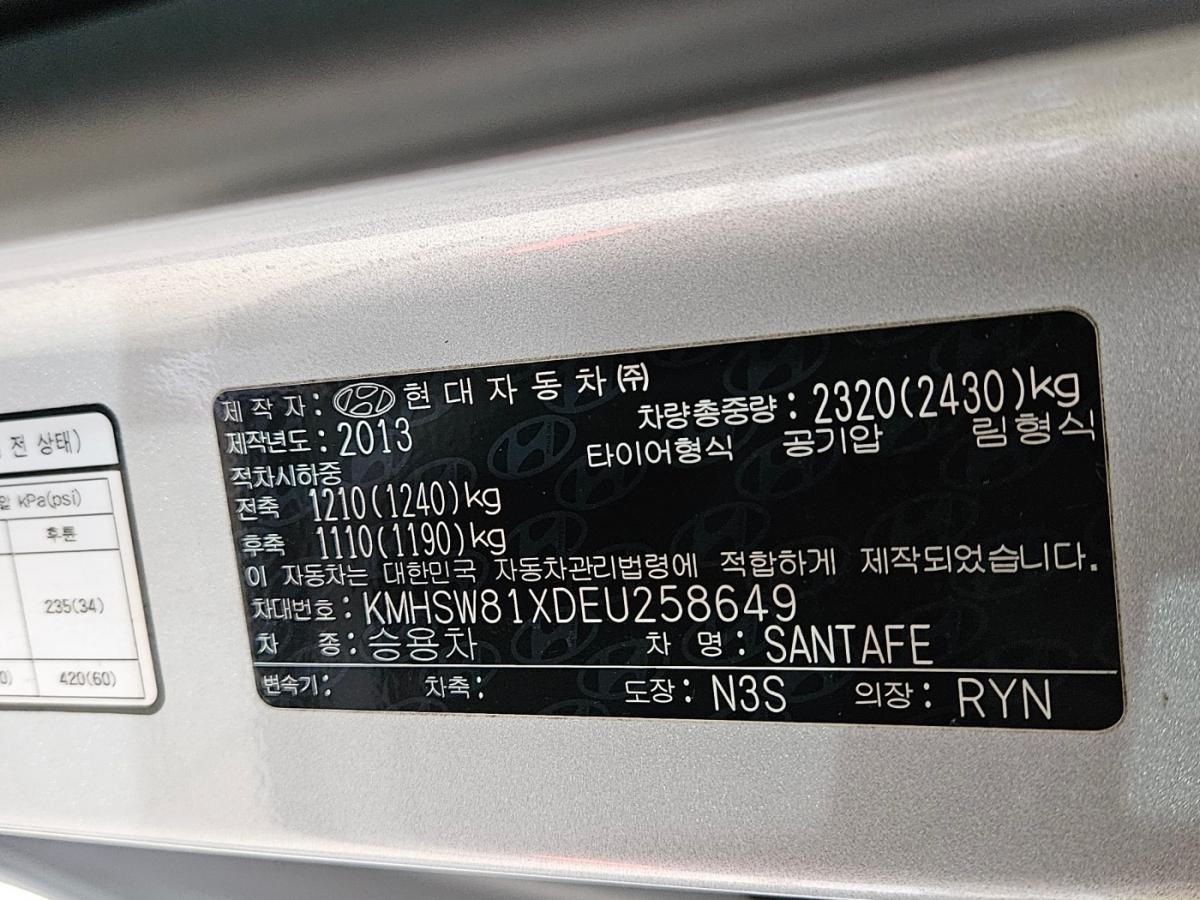 전 상태)
kPa(psi)
후륜
235(34)
420(60)
제 작 자 : 현 대 자 동 차 ㈜
제작년도 : 2013
차량총중량 : 2320(2430)kg
타이어형식 공기압 림형식
적차시하중
전축 1210(1240)kg
후축 1110(1190)kg
이 자동차는 대한민국 자동차관리법령에 적합하게 제작되었습니다.
차대번호 : KMHSW81XDEU258649
차 종 : 승용차 차 명 : SANTAFE
변속기 : 차축 : 도장 : N3S 의장 : RYN